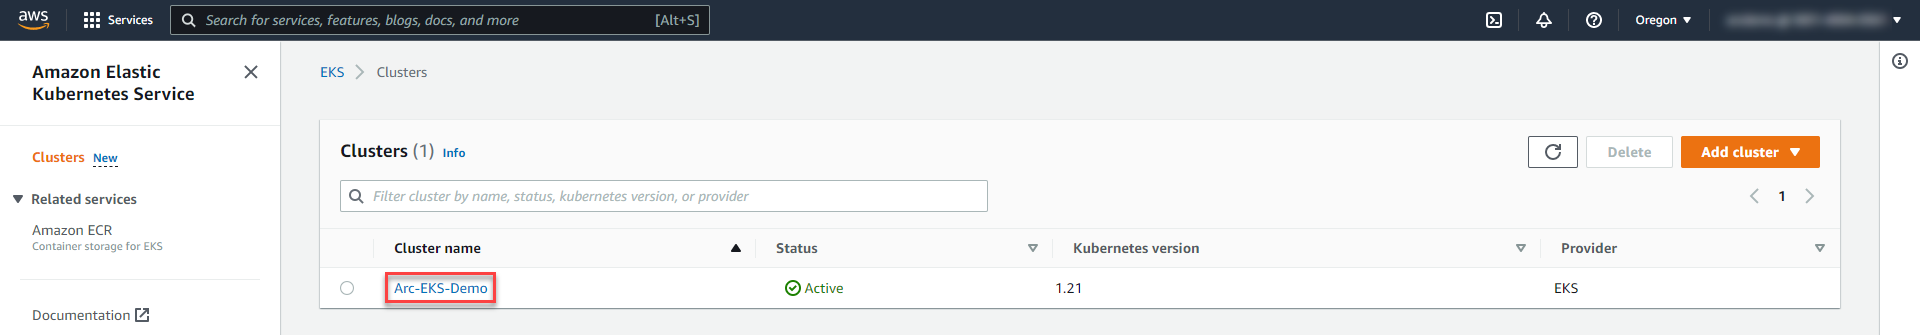 aws Services Search for services, features, blogs, docs, and more [Alt+S] Oregon
Amazon Elastic
Kubernetes Service
Clusters New
Related services
Amazon ECR
Container storage for EKS
Documentation
EKS Clusters
Clusters (1) Info Delete Add cluster
Filter cluster by name, status, kubernetes version, or provider 1
Cluster name Status Kubernetes version Provider
Arc-EKS-Demo Active 1.21 EKS